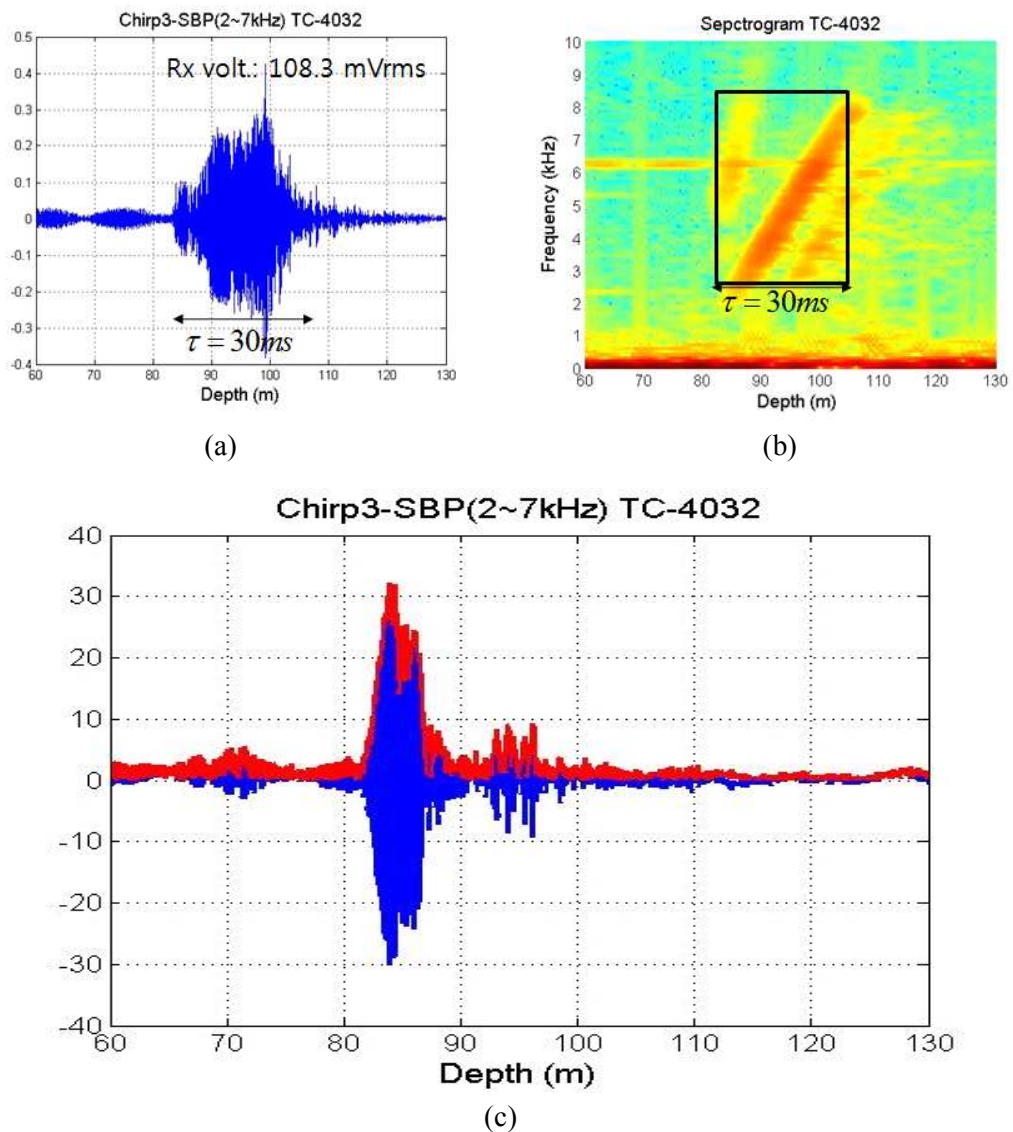 Chirp3-SBP(2~7kHz) TC-4032
Rx volt.: 108.3 mVrms
0.5
0.4
0.3
0.2
0.1
0
-0.1
-0.2
-0.3
-0.4
τ = 30ms
60 70 80 90 100 110 120 130
Depth (m)
(a)
Sepctrogram TC-4032
Frequency (kHz)
10
9
8
7
6
5
4
3
2
1
0
τ = 30ms
60 70 80 90 100 110 120 130
Depth (m)
(b)
Chirp3-SBP(2~7kHz) TC-4032
40
30
20
10
0
-10
-20
-30
-40
60 70 80 90 100 110 120 130
Depth (m)
(c)